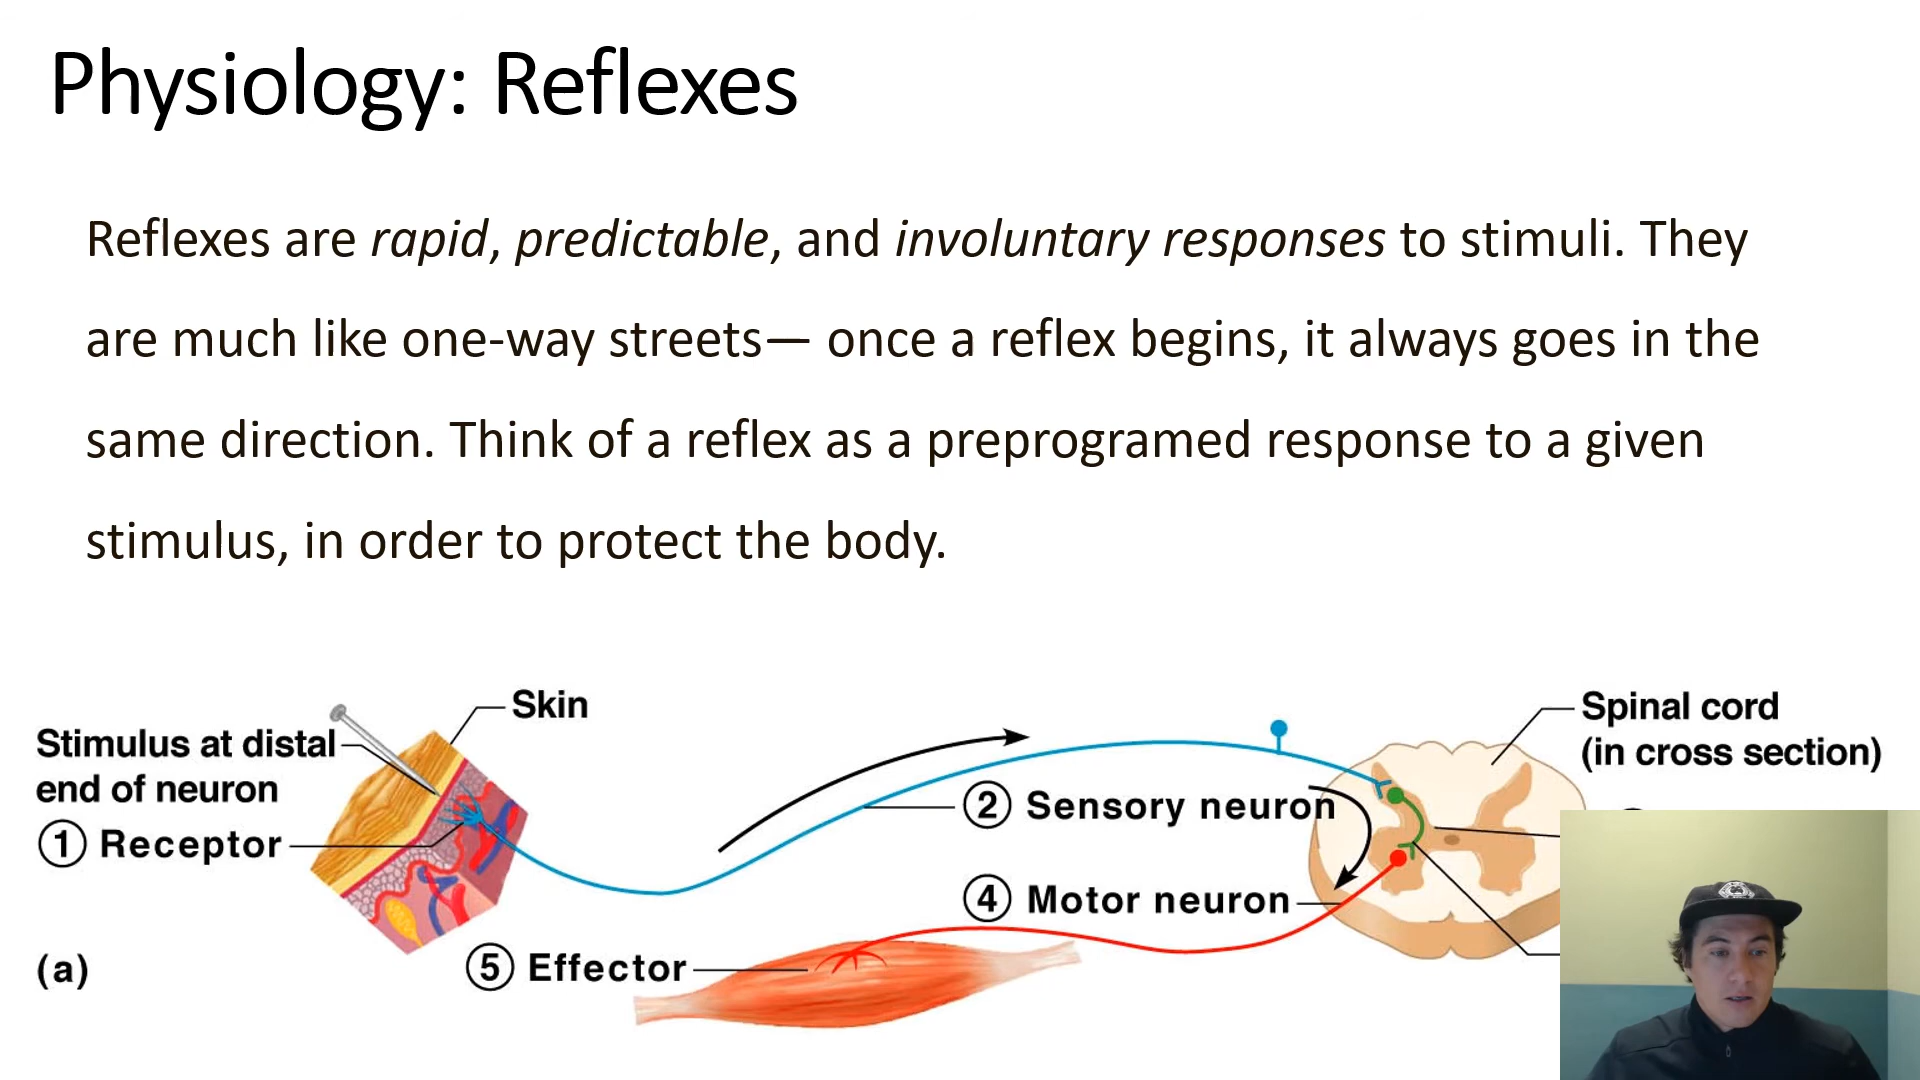 Physiology: Reflexes
Reflexes are rapid, predictable, and involuntary responses to stimuli. They
are much like one-way streets— once a reflex begins, it always goes in the
same direction. Think of a reflex as a preprogramed response to a given
stimulus, in order to protect the body.
Skin
Stimulus at distal
end of neuron
① Receptor
Spinal cord
(in cross section)
② Sensory neuron
④ Motor neuron
⑤ Effector
(a)